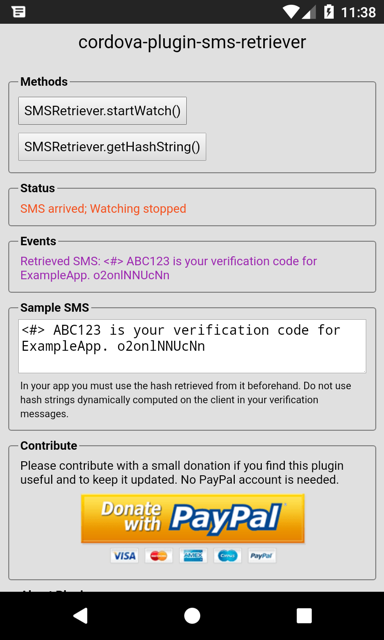 11:38
cordova-plugin-sms-retriever
Methods
SMSRetriever.startWatch()
SMSRetriever.getHashString()
Status
SMS arrived; Watching stopped
Events
Retrieved SMS: <#> ABC123 is your verification code for
ExampleApp. o2onlNNUcNn
Sample SMS
<#> ABC123 is your verification code for
ExampleApp. o2onlNNUcNn
In your app you must use the hash retrieved from it beforehand. Do not use
hash strings dynamically computed on the client in your verification
messages.
Contribute
Please contribute with a small donation if you find this plugin
useful and to keep it updated. No PayPal account is needed.
Donate
with PayPal
VISA MasterCard AMEX Cirrus PayPal